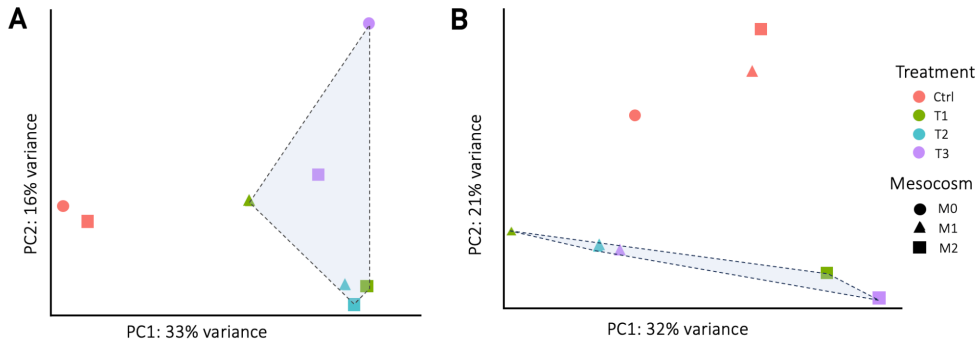 A
PC2: 16% variance
PC1: 33% variance
B
PC2: 21% variance
PC1: 32% variance
Treatment
Ctrl
T1
T2
T3
Mesocosm
M0
M1
M2